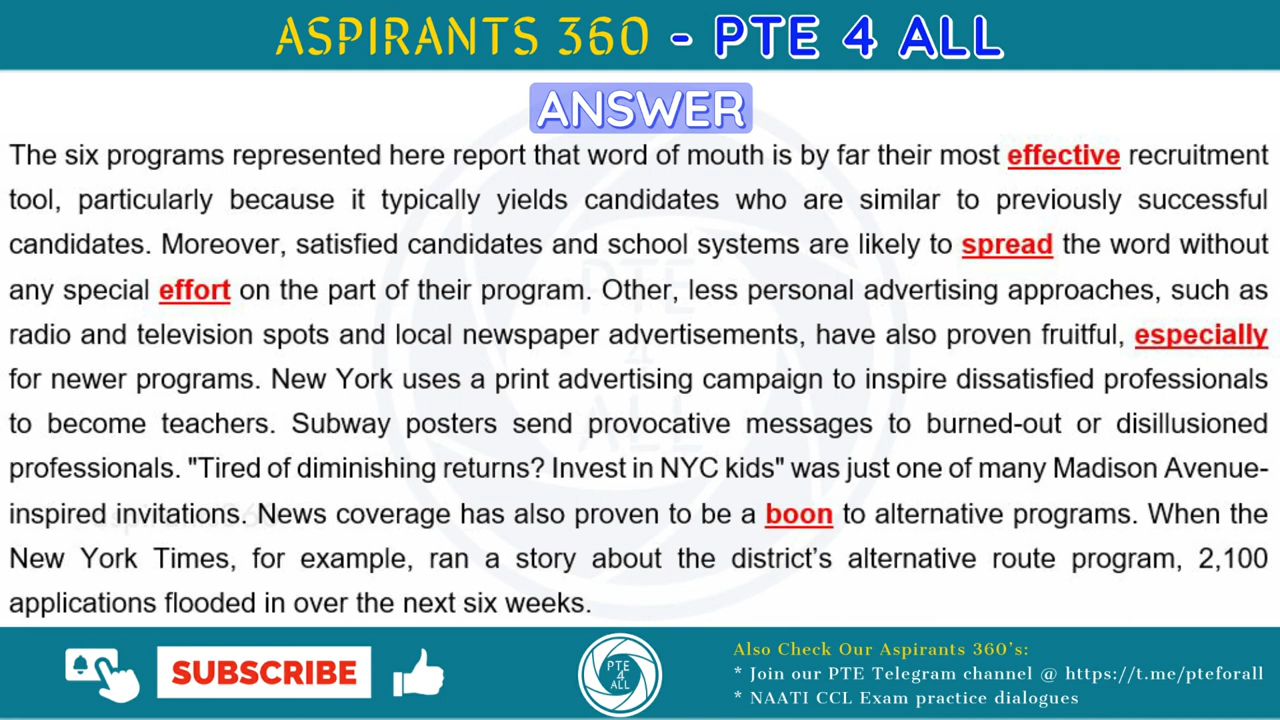 ASPIRANTS 360 - PTE 4 ALL
ANSWER
The six programs represented here report that word of mouth is by far their most effective recruitment
tool, particularly because it typically yields candidates who are similar to previously successful
candidates. Moreover, satisfied candidates and school systems are likely to spread the word without
any special effort on the part of their program. Other, less personal advertising approaches, such as
radio and television spots and local newspaper advertisements, have also proven fruitful, especially
for newer programs. New York uses a print advertising campaign to inspire dissatisfied professionals
to become teachers. Subway posters send provocative messages to burned-out or disillusioned
professionals. "Tired of diminishing returns? Invest in NYC kids" was just one of many Madison Avenue-
inspired invitations. News coverage has also proven to be a boon to alternative programs. When the
New York Times, for example, ran a story about the district’s alternative route program, 2,100
applications flooded in over the next six weeks.
PTE
4
ALL
SUBSCRIBE
PTE
4
ALL
Also Check Our Aspirants 360's:
* Join our PTE Telegram channel @ https://t.me/pteforall
* NAATI CCL Exam practice dialogues